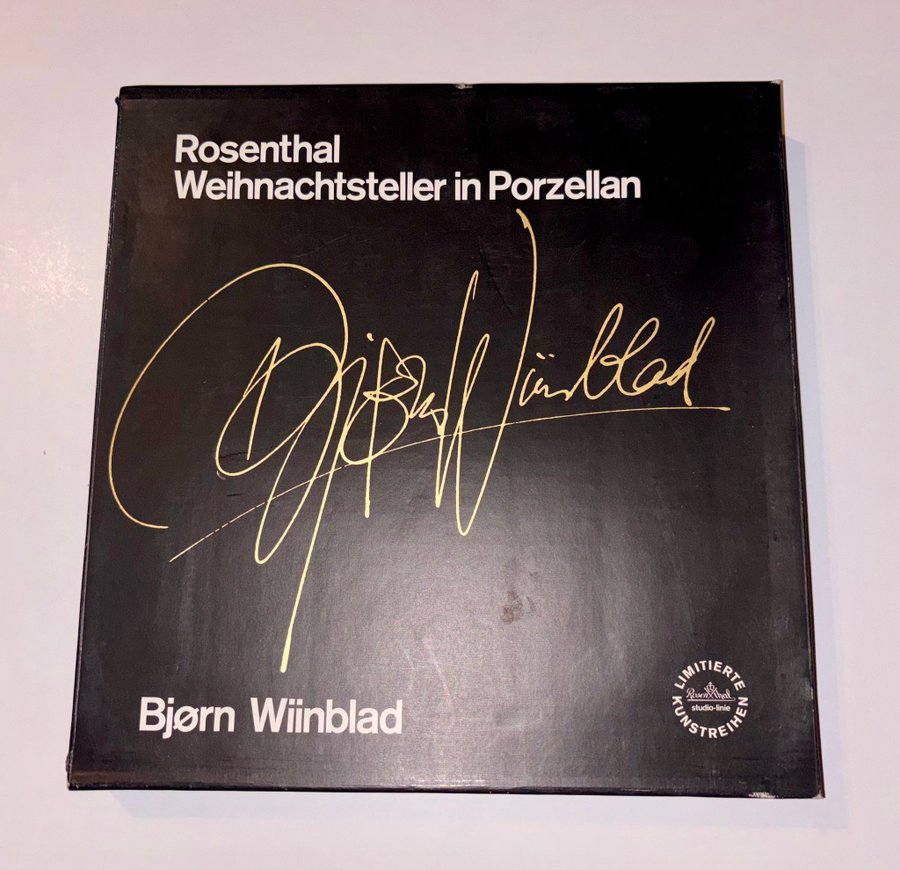 Rosenthal
Weihnachtsteller in Porzellan
Bjørn Wiinblad
Bjørn Wiinblad
LIMITIERTE
Rosenthal
studio-linie
KUNSTREIHEN